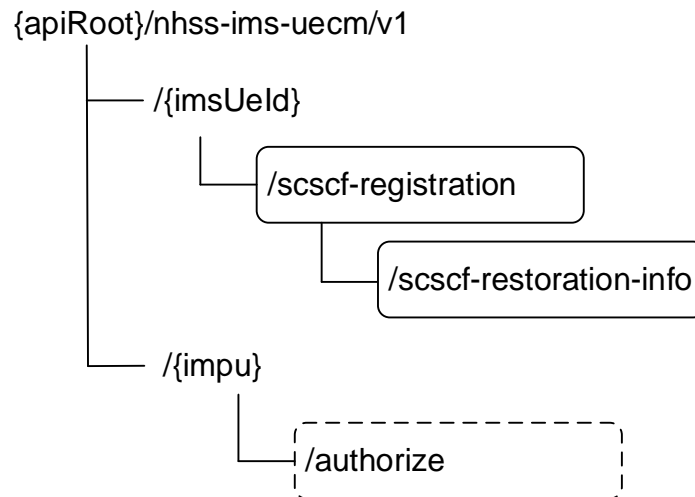 {apiRoot}/nhss-ims-uecm/v1
/{imsUeId}
/scscf-registration
/scscf-restoration-info
/{impu}
/authorize